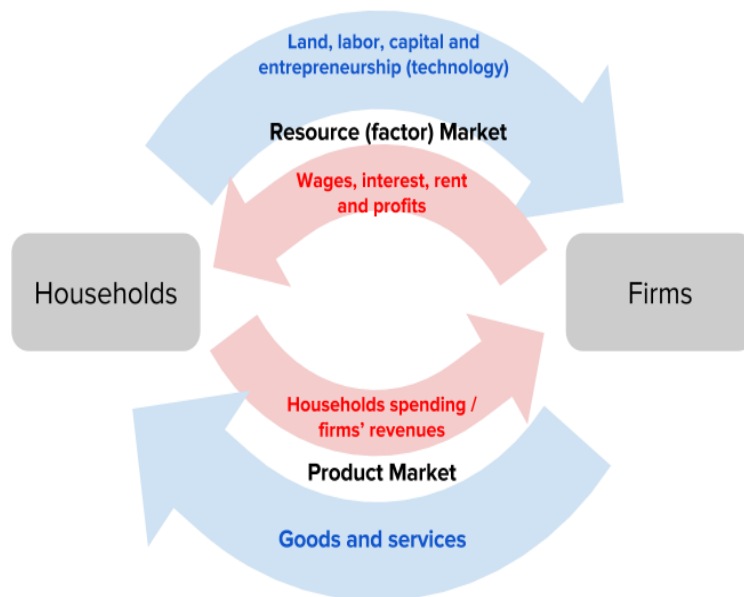 Land, labor, capital and
entrepreneurship (technology)
Resource (factor) Market
Wages, interest, rent
and profits
Households
Firms
Households spending /
firms’ revenues
Product Market
Goods and services